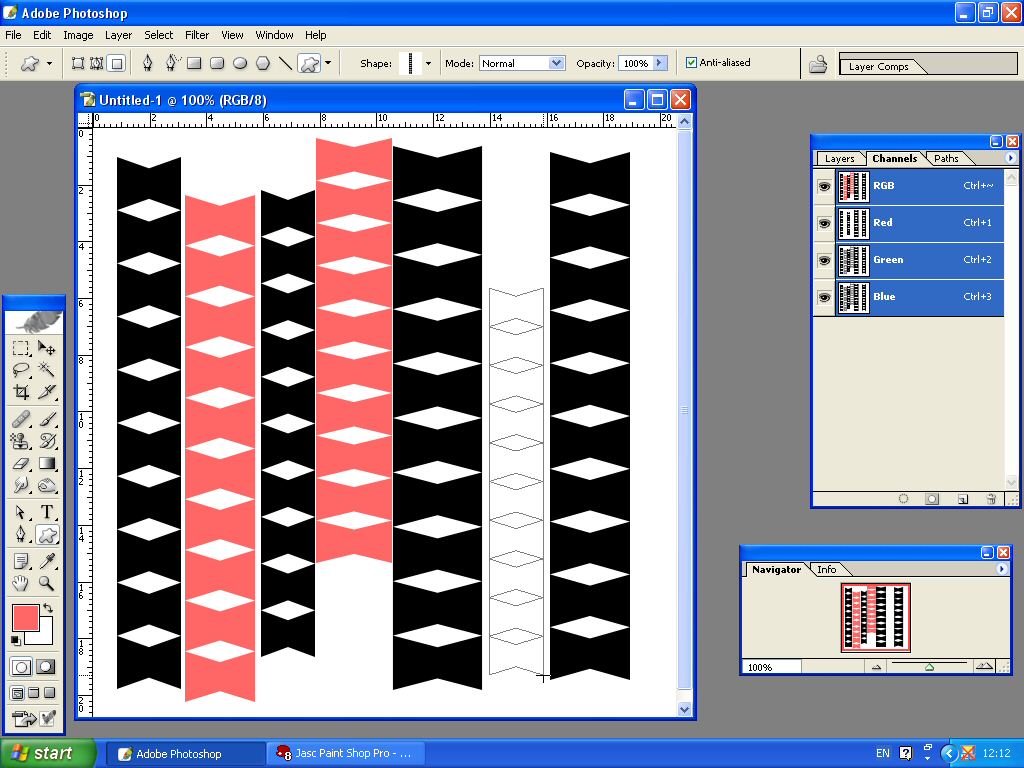 Adobe Photoshop
File Edit Image Layer Select Filter View Window Help
Shape: Mode: Normal Opacity: 100% Anti-aliased Layer Comps
Untitled-1 @ 100% (RGB/8)
0 2 4 6 8 10 12 14 16 18 20
0
2
4
6
8
10
12
14
16
18
20
Layers Channels Paths
RGB Ctrl+~
Red Ctrl+1
Green Ctrl+2
Blue Ctrl+3
T
Navigator Info
100%
start Adobe Photoshop 8 Jasc Paint Shop Pro - ... EN ? 12:12